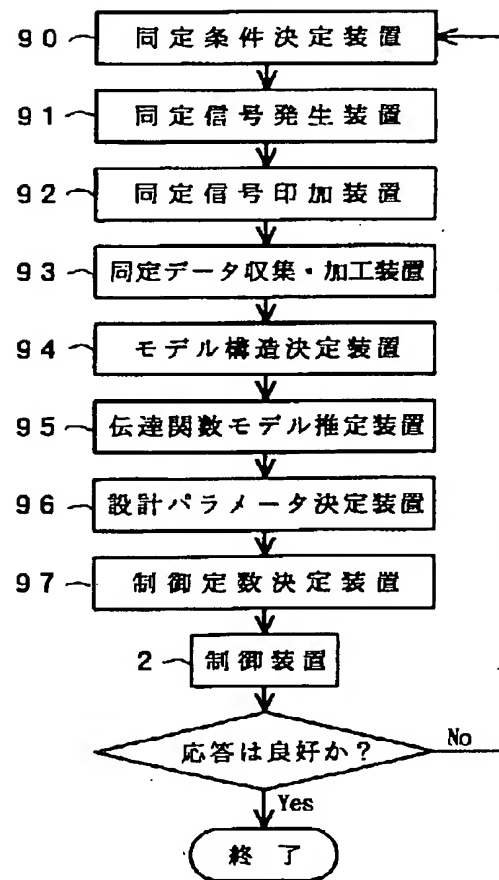 90 同定条件決定装置
91 同定信号発生装置
92 同定信号印加装置
93 同定データ収集・加工装置
94 モデル構造決定装置
95 伝達関数モデル推定装置
96 設計パラメータ決定装置
97 制御定数決定装置
2 制御装置
応答は良好か？ No
Yes
終了